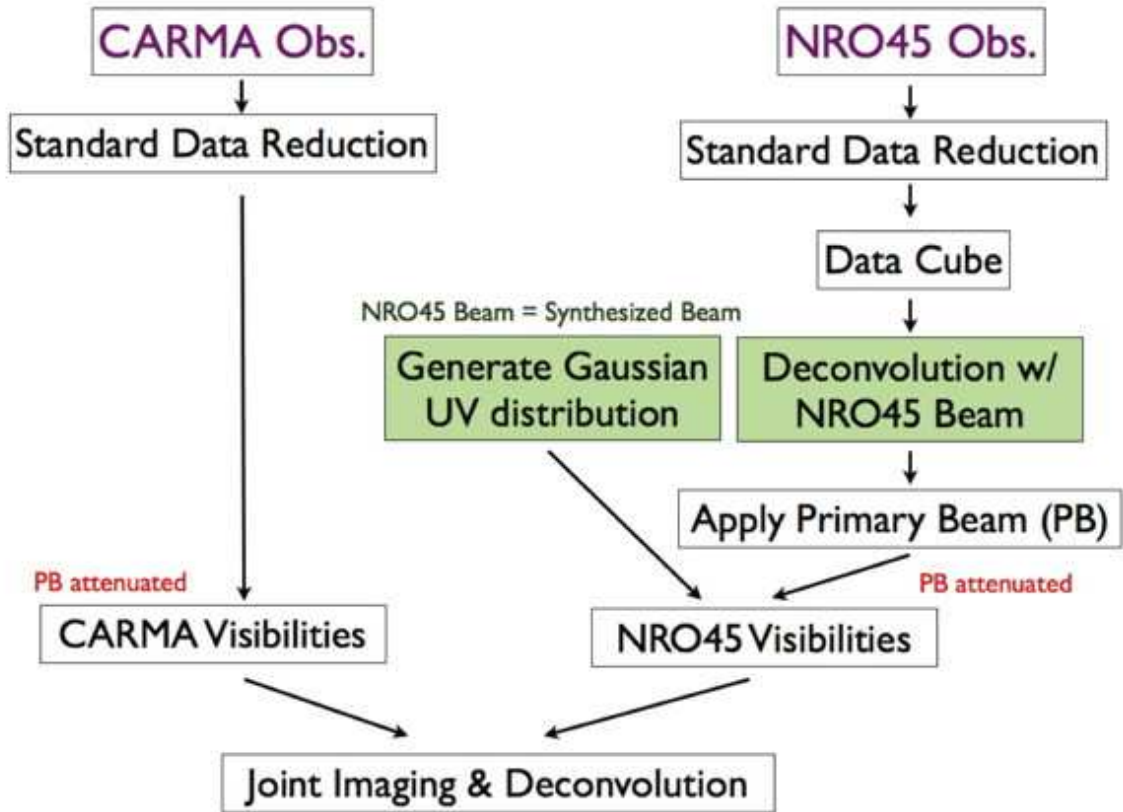 CARMA Obs.
NRO45 Obs.
Standard Data Reduction
Standard Data Reduction
Data Cube
NRO45 Beam = Synthesized Beam
Generate Gaussian
UV distribution
Deconvolution w/
NRO45 Beam
Apply Primary Beam (PB)
PB attenuated
PB attenuated
CARMA Visibilities
NRO45 Visibilities
Joint Imaging & Deconvolution